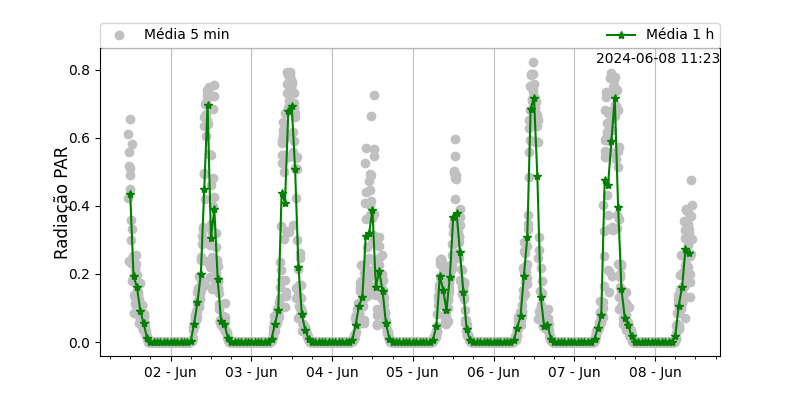 Média 5 min
Média 1 h
2024-06-08 11:23
Radiação PAR
0.8
0.6
0.4
0.2
0.0
02 - Jun
03 - Jun
04 - Jun
05 - Jun
06 - Jun
07 - Jun
08 - Jun